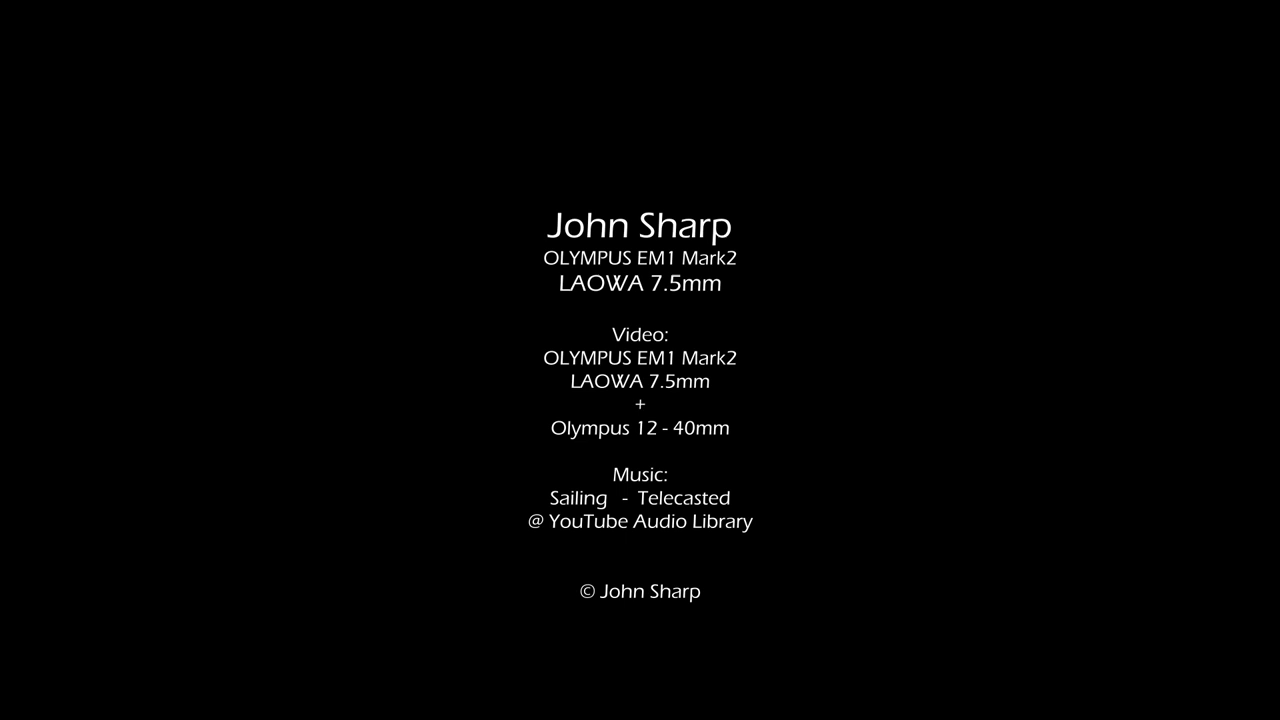 John Sharp
OLYMPUS EM1 Mark2
LAOWA 7.5mm
Video:
OLYMPUS EM1 Mark2
LAOWA 7.5mm
+
Olympus 12 - 40mm
Music:
Sailing - Telecasted
@ YouTube Audio Library
© John Sharp